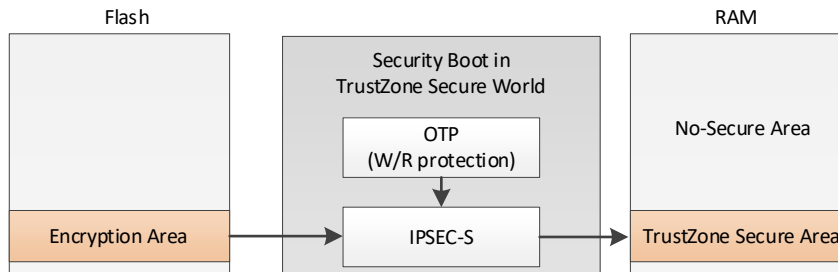 Flash
RAM
Security Boot in
TrustZone Secure World
OTP
(W/R protection)
No-Secure Area
Encryption Area
IPSEC-S
TrustZone Secure Area